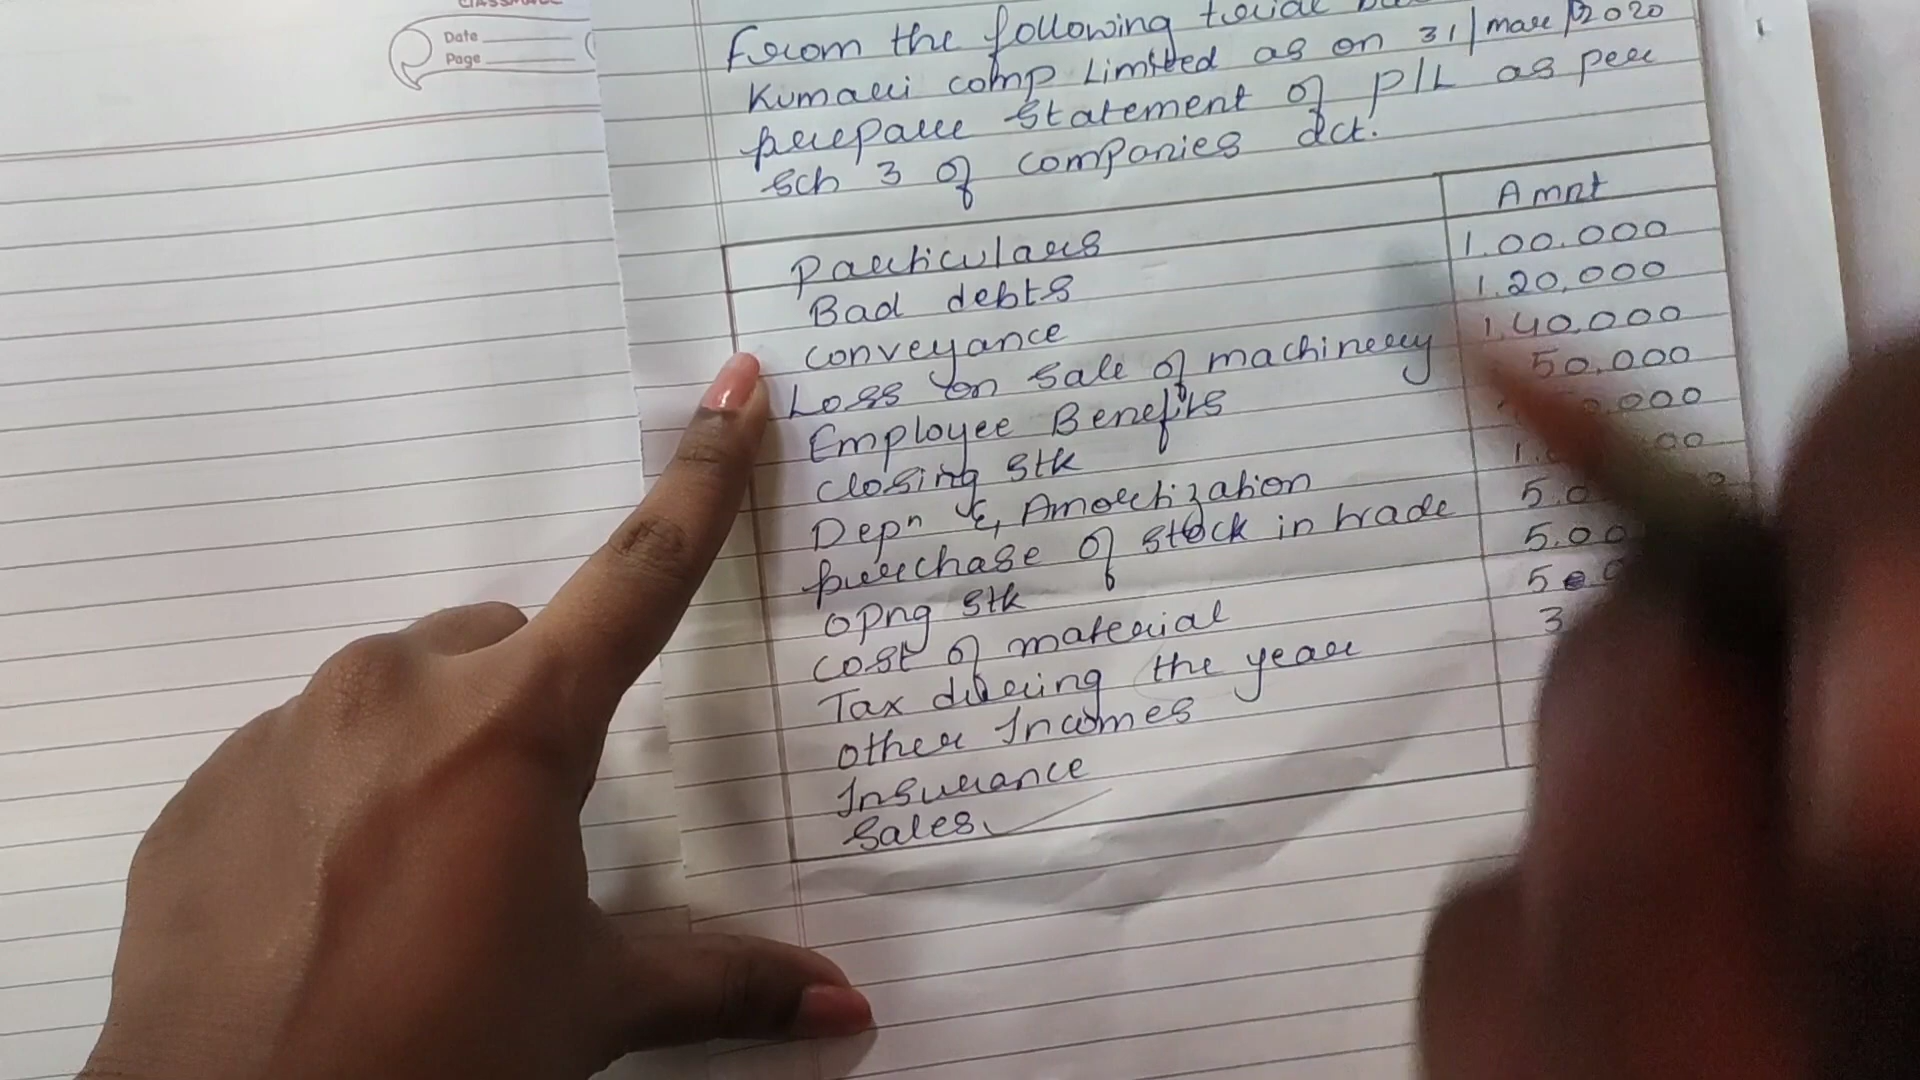 Date
Page
From the following trial
Kumari comp Limited as on 31/mar/2020
prepare statement of P/L as per
sch 3 of companies Act.
Particulars Amnt
Bad debts 1.00.000
conveyance 1.20,000
Loss on sale of machinery 1,40,000
Employee Benefits 50.000
closing stk
Depn & Amortization
purchase of stock in trade
opng stk
cost of material
Tax during the year
other Incomes
Insurance
Sales